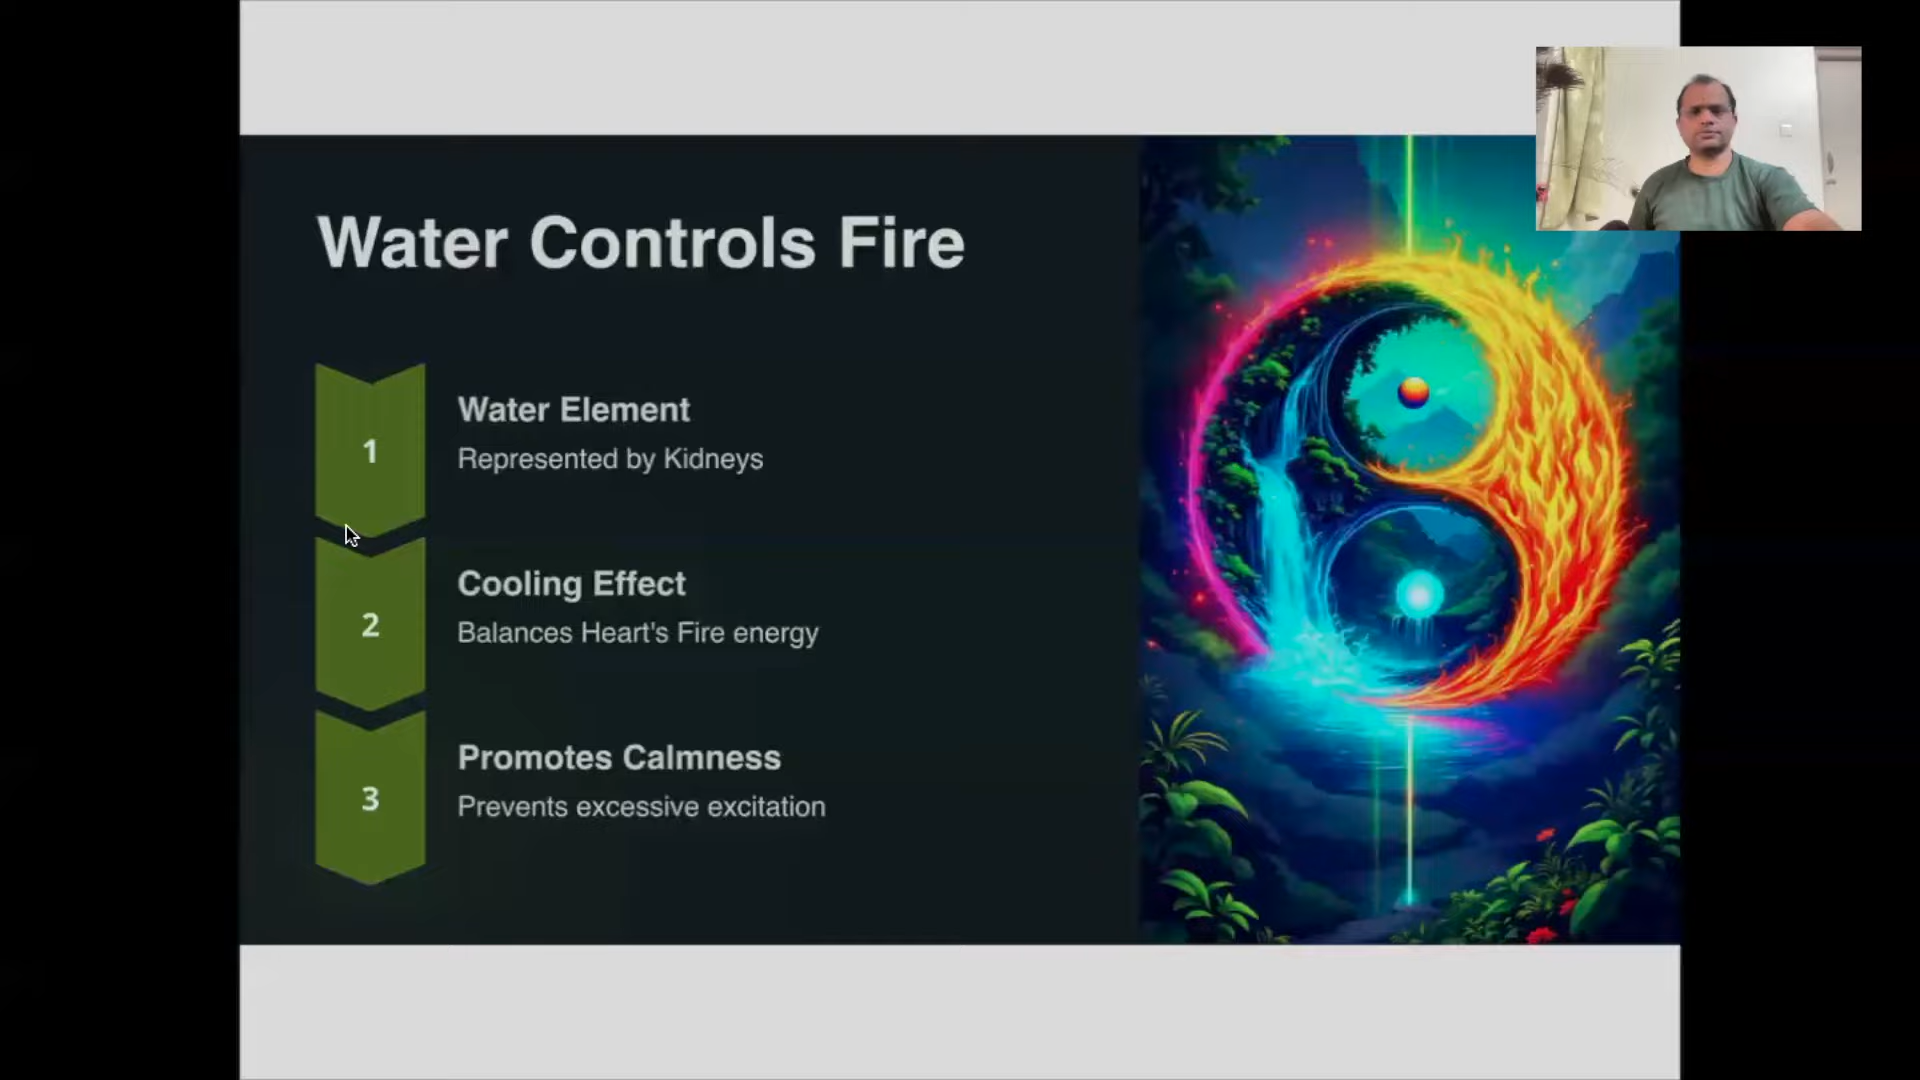 Water Controls Fire
1
Water Element
Represented by Kidneys
2
Cooling Effect
Balances Heart's Fire energy
3
Promotes Calmness
Prevents excessive excitation